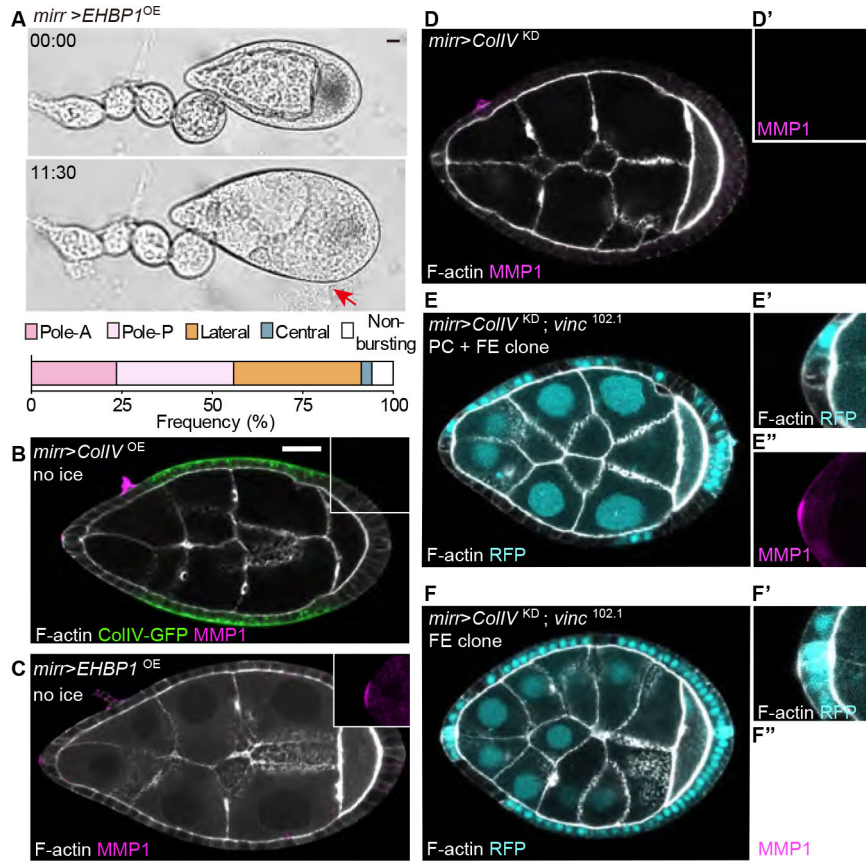 A mirr >EHBP1 OE
00:00
11:30
Pole-A Pole-P Lateral Central Non-bursting
0 25 50 75 100
Frequency (%)
B mirr>ColIV OE
no ice
F-actin ColIV-GFP MMP1
C mirr>EHBP1 OE
no ice
F-actin MMP1
D mirr>ColIV KD
F-actin MMP1
D’
MMP1
E mirr>ColIV KD ; vinc 102.1
PC + FE clone
F-actin RFP
E’
F-actin RFP
E”
MMP1
F mirr>ColIV KD ; vinc 102.1
FE clone
F-actin RFP
F’
F-actin RFP
F”
MMP1